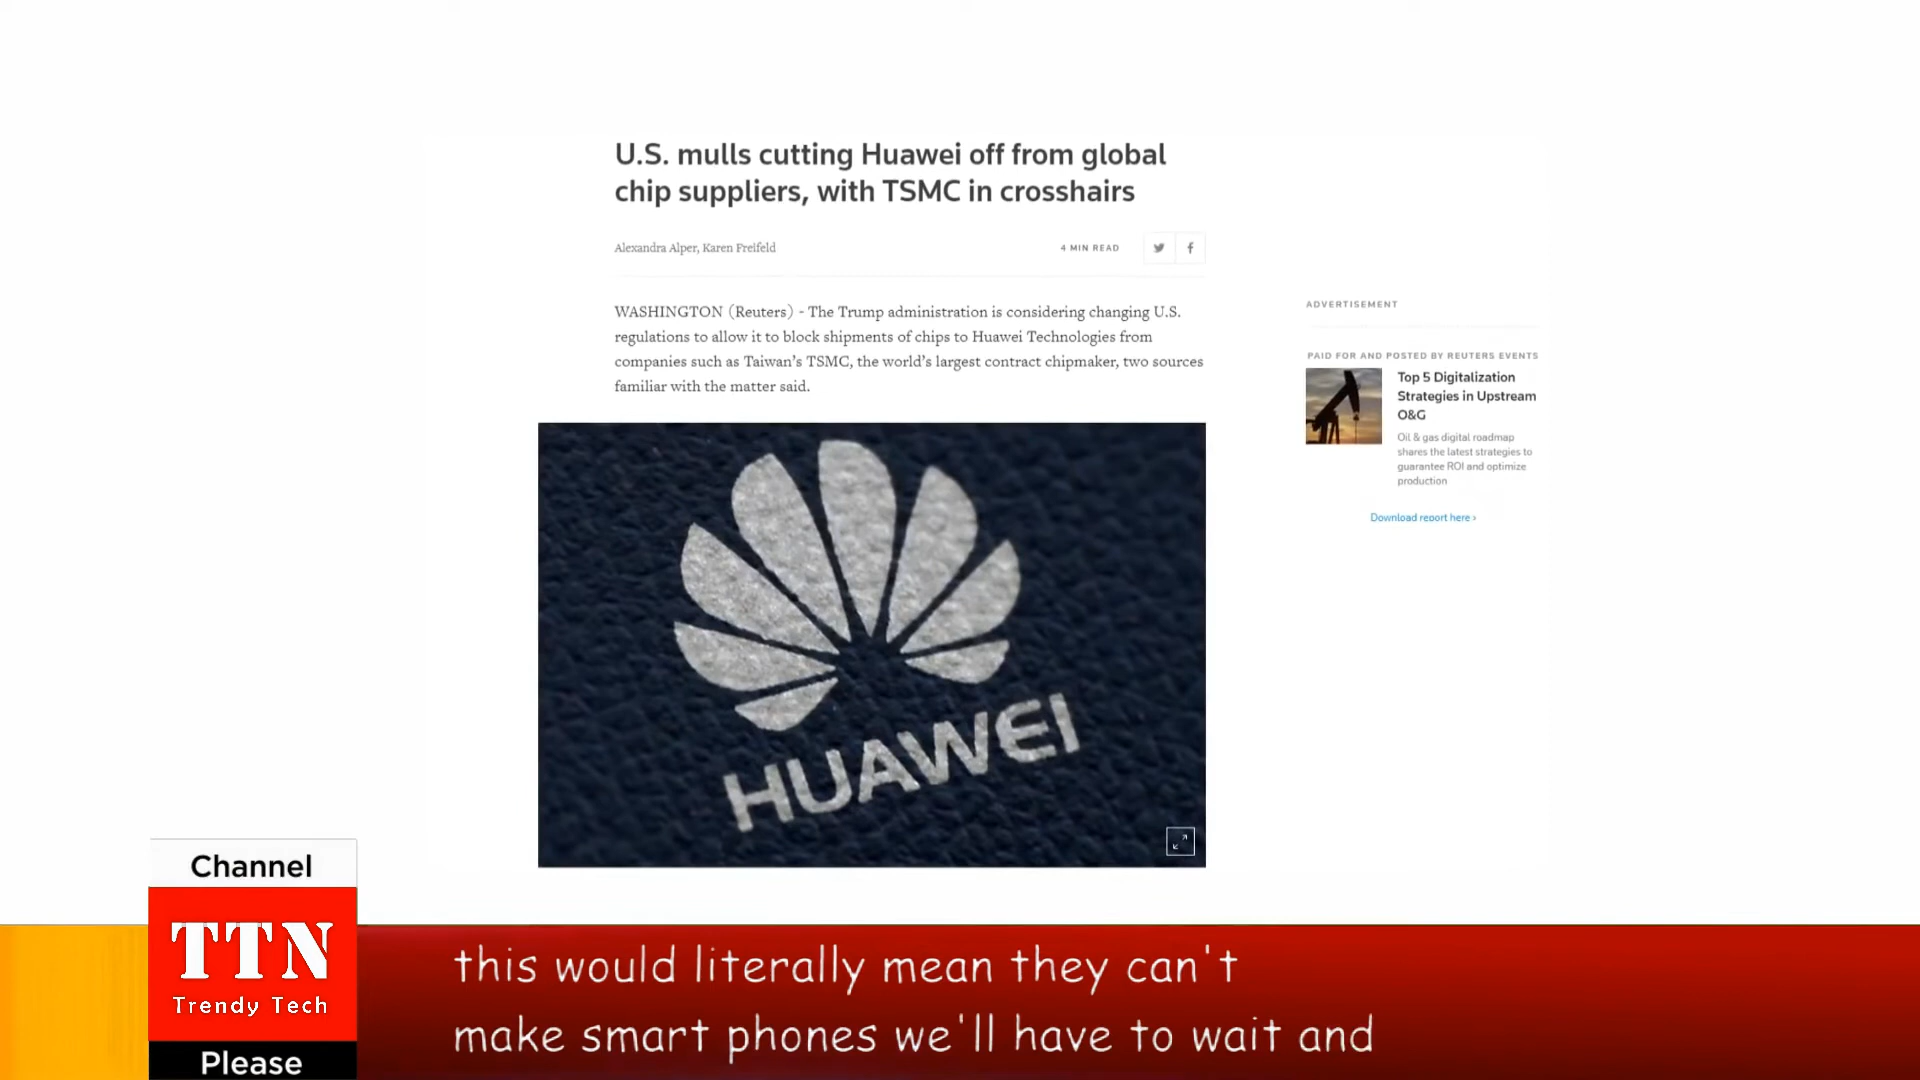 U.S. mulls cutting Huawei off from global
chip suppliers, with TSMC in crosshairs
Alexandra Alper, Karen Freifeld
4 MIN READ
WASHINGTON (Reuters) - The Trump administration is considering changing U.S.
regulations to allow it to block shipments of chips to Huawei Technologies from
companies such as Taiwan's TSMC, the world's largest contract chipmaker, two sources
familiar with the matter said.
HUAWEI
ADVERTISEMENT
PAID FOR AND POSTED BY REUTERS EVENTS
Top 5 Digitalization
Strategies in Upstream
O&G
Oil & gas digital roadmap
shares the latest strategies to
guarantee ROI and optimize
production
Download report here ›
Channel
TTN
Trendy Tech
Please
this would literally mean they can't
make smart phones we'll have to wait and